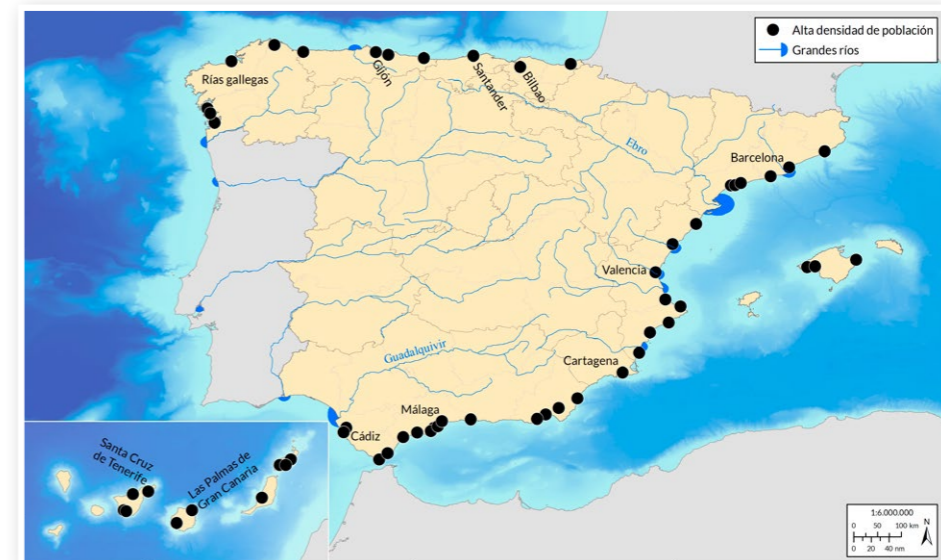 Alta densidad de población
Grandes ríos
Rías gallegas
Gijón
Santander
Bilbao
Ebro
Barcelona
Valencia
Guadalquivir
Cartagena
Málaga
Cádiz
Santa Cruz
de Tenerife
Las Palmas de
Gran Canaria
1:6.000.000
0 50 100 km
0 20 40 nm
N